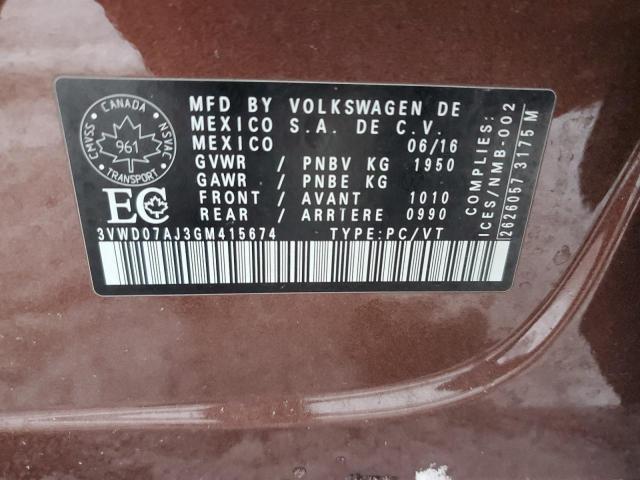 CANADA
CMVSS
NSVAC
961
TRANSPORT
EC
MFD BY VOLKSWAGEN DE
MEXICO S.A. DE C.V.
MEXICO 06/16
GVWR / PNBV KG 1950
GAWR / PNBE KG
FRONT / AVANT 1010
REAR / ARRIÈRE 0990
3VWD07AJ3GM415674 TYPE:PC/VT
COMPLIES:
ICES/NMB-002
2626057 3175 M